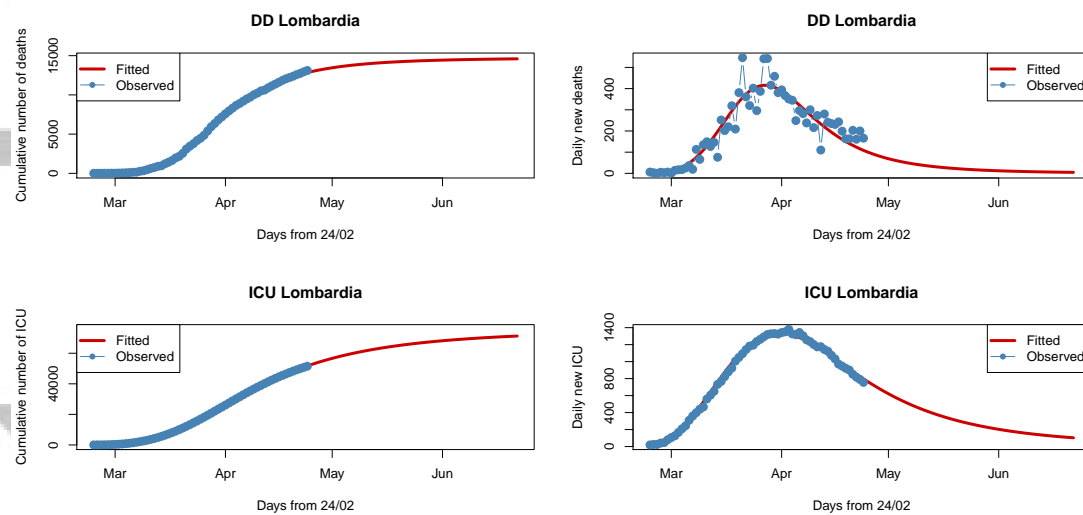 DD Lombardia
Cumulative number of deaths
0 5000 15000
Fitted
Observed
Mar Apr May Jun
Days from 24/02
DD Lombardia
Daily new deaths
0 200 400
Fitted
Observed
Mar Apr May Jun
Days from 24/02
ICU Lombardia
Cumulative number of ICU
0 40000
Fitted
Observed
Mar Apr May Jun
Days from 24/02
ICU Lombardia
Daily new ICU
0 400 800 1400
Fitted
Observed
Mar Apr May Jun
Days from 24/02